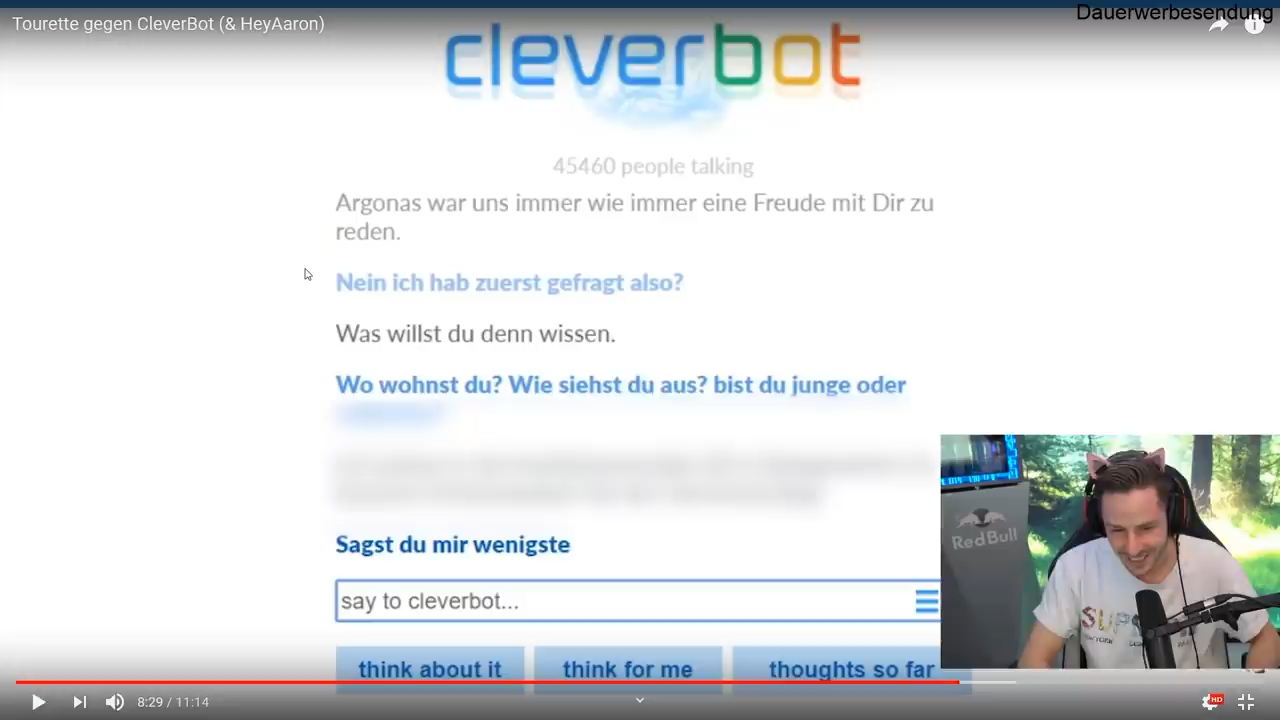 Dauerwerbesendung
Tourette gegen CleverBot (& HeyAaron)
cleverbot
45460 people talking
Argonas war uns immer wie immer eine Freude mit Dir zu
reden.
Nein ich hab zuerst gefragt also?
Was willst du denn wissen.
Wo wohnst du? Wie siehst du aus? bist du junge oder
Sagst du mir wenigste
say to cleverbot...
think about it
think for me
thoughts so far
RedBull
8:29 / 11:14
HD